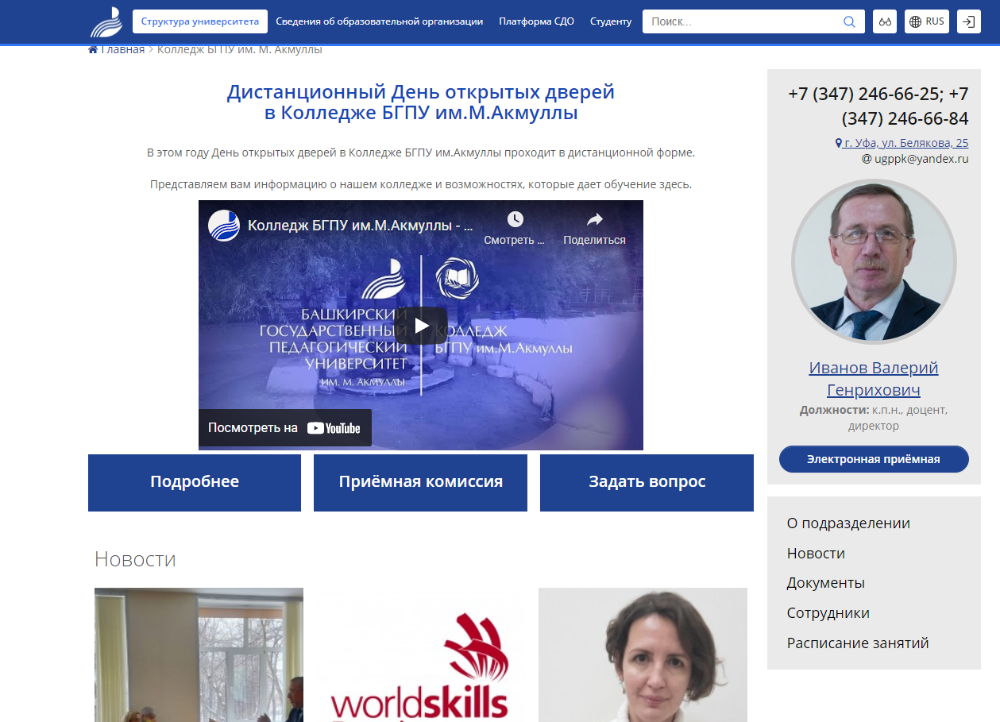 Структура университета
Сведения об образовательной организации
Платформа СДО
Студенту
Поиск...
RUS
Главная > Колледж БГПУ им. М. Акмуллы
Дистанционный День открытых дверей
в Колледже БГПУ им.М.Акмуллы
В этом году День открытых дверей в Колледже БГПУ им.Акмуллы проходит в дистанционной форме.
Представляем вам информацию о нашем колледже и возможностях, которые дает обучение здесь.
Колледж БГПУ им.М.Акмуллы - ...
Смотреть ...
Поделиться
БАШКИРСКИЙ
ГОСУДАРСТВЕННЫЙ
ПЕДАГОГИЧЕСКИЙ
УНИВЕРСИТЕТ
ИМ. М. АКМУЛЛЫ
КОЛЛЕДЖ
БГПУ им.М.Акмуллы
Посмотреть на YouTube
Подробнее
Приёмная комиссия
Задать вопрос
Новости
worldskills
+7 (347) 246-66-25; +7
(347) 246-66-84
г. Уфа, ул. Белякова, 25
@ ugppk@yandex.ru
Иванов Валерий
Генрихович
Должности: к.п.н., доцент,
директор
Электронная приёмная
О подразделении
Новости
Документы
Сотрудники
Расписание занятий